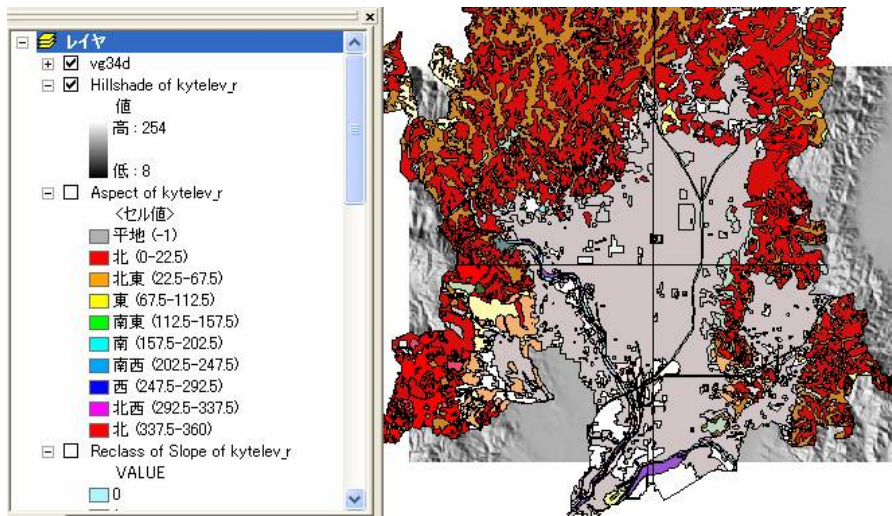 レイヤ
vg34d
Hillshade of kytelev_r
値
高 : 254
低 : 8
Aspect of kytelev_r
<セル値>
平地 (-1)
北 (0-22.5)
北東 (22.5-67.5)
東 (67.5-112.5)
南東 (112.5-157.5)
南 (157.5-202.5)
南西 (202.5-247.5)
西 (247.5-292.5)
北西 (292.5-337.5)
北 (337.5-360)
Reclass of Slope of kytelev_r
VALUE
0